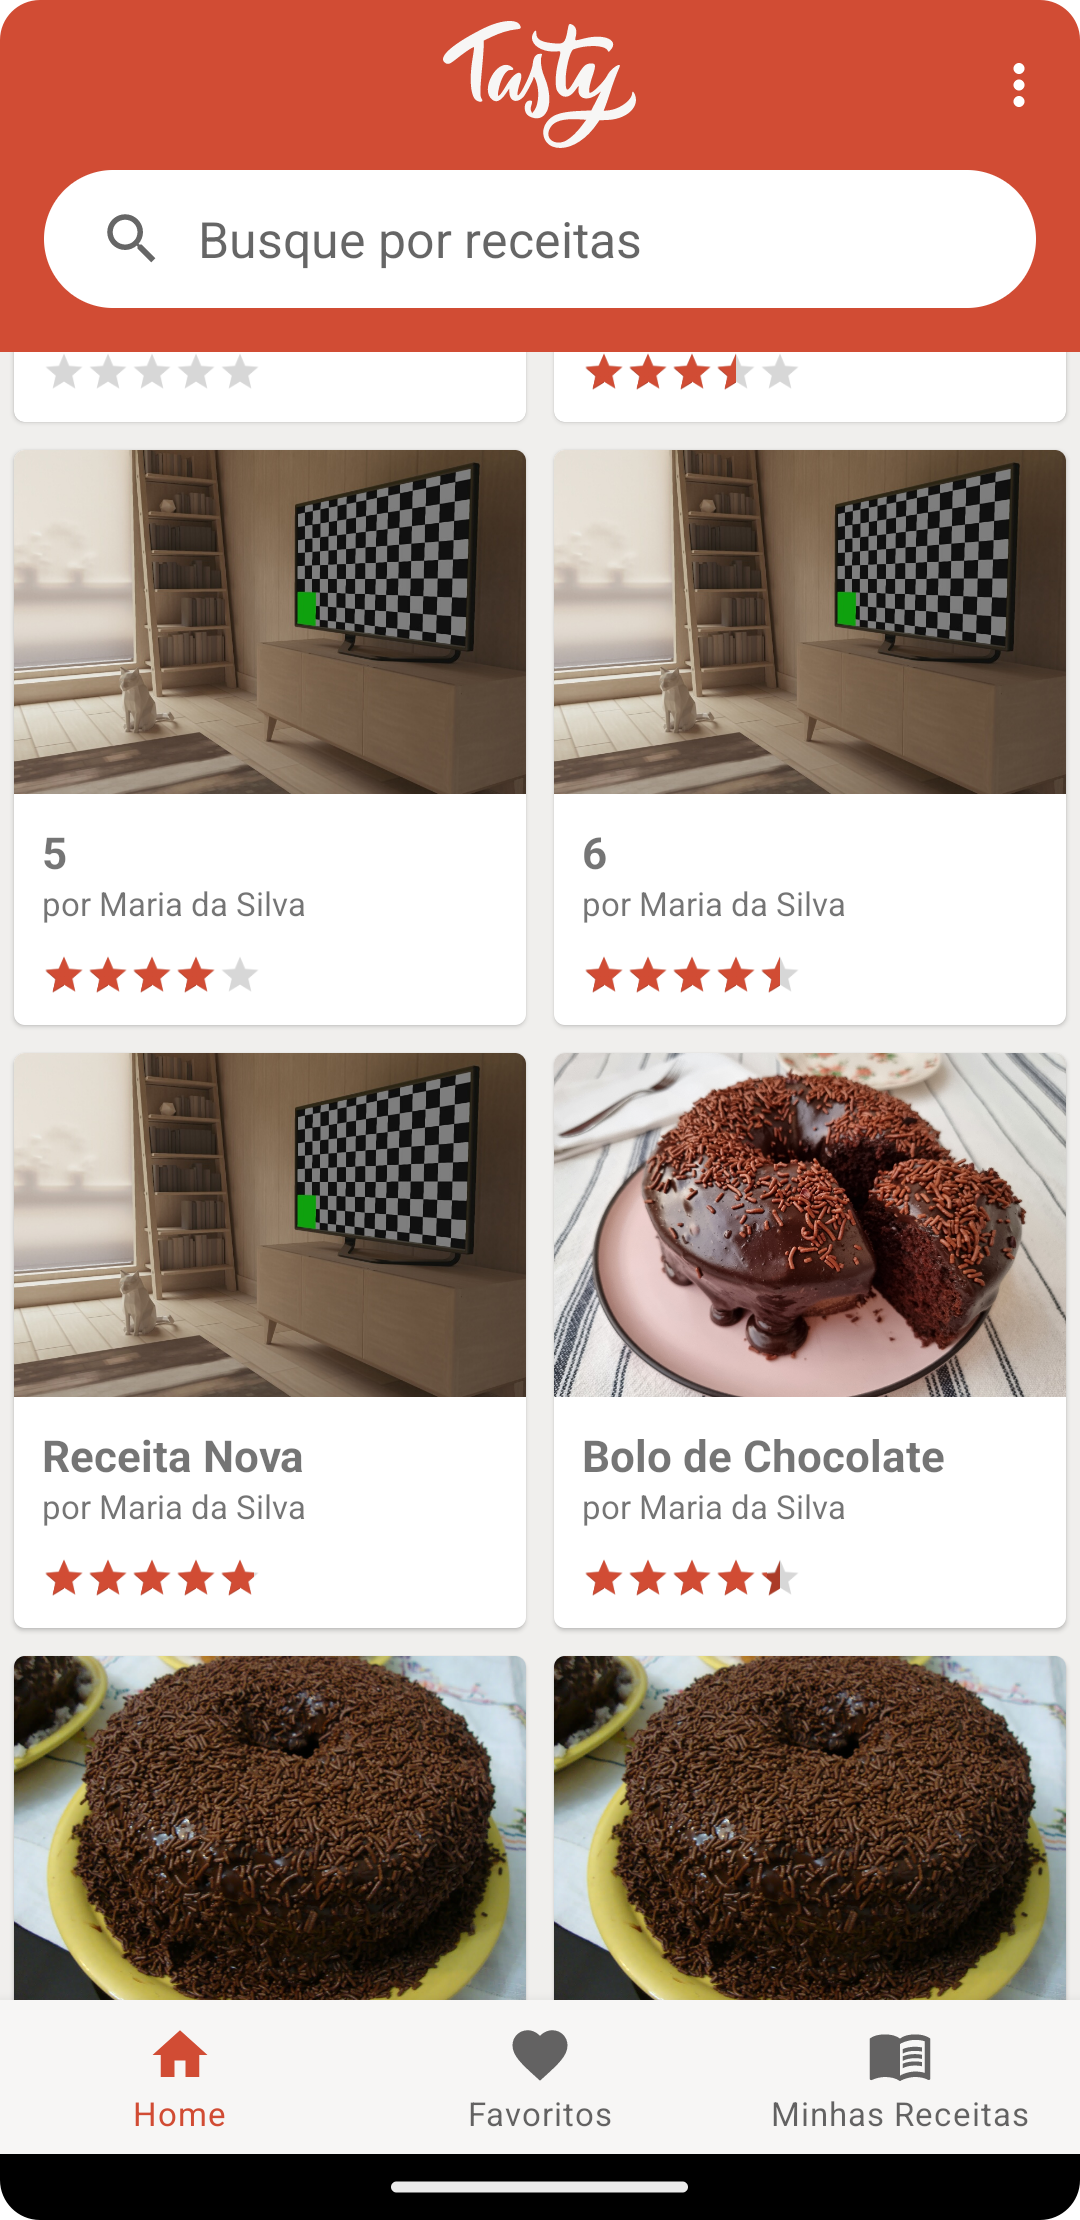 Tasty
Busque por receitas
5
por Maria da Silva
6
por Maria da Silva
Receita Nova
por Maria da Silva
Bolo de Chocolate
por Maria da Silva
Home
Favoritos
Minhas Receitas